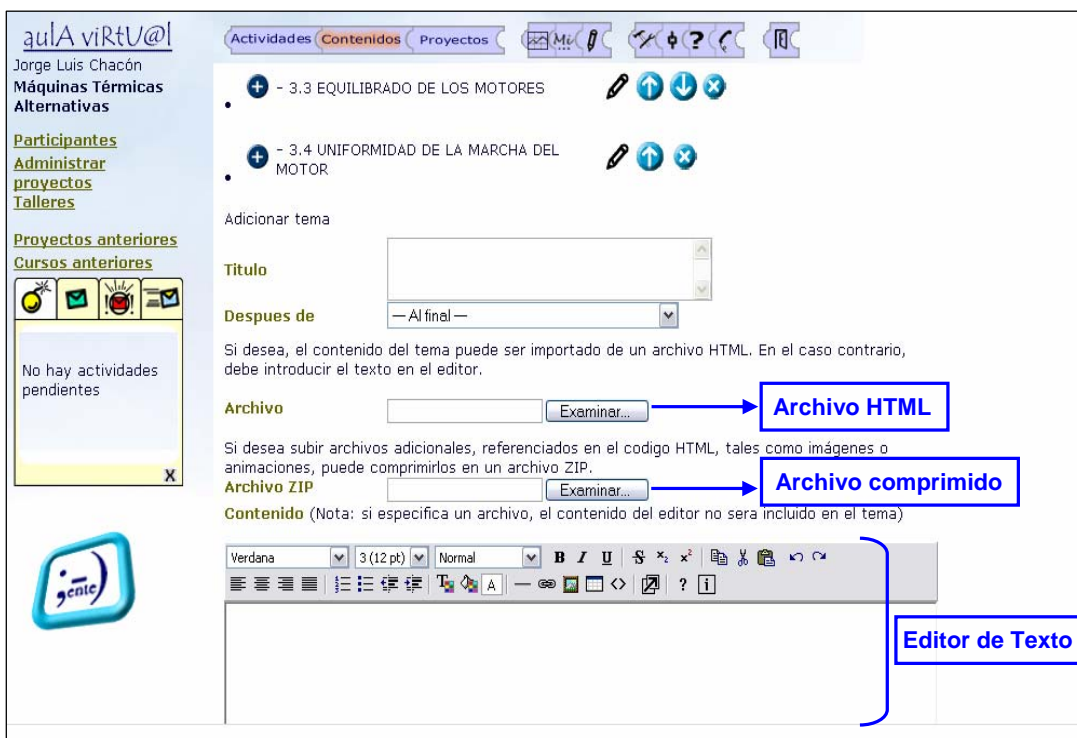 aulA viRtU@l
Jorge Luis Chacón
Máquinas Térmicas
Alternativas
Participantes
Administrar
proyectos
Talleres
Proyectos anteriores
Cursos anteriores
No hay actividades
pendientes
X
gente
Actividades Contenidos Proyectos Mi ?
- 3.3 EQUILIBRADO DE LOS MOTORES
- 3.4 UNIFORMIDAD DE LA MARCHA DEL
MOTOR
Adicionar tema
Titulo
Despues de — Al final —
Si desea, el contenido del tema puede ser importado de un archivo HTML. En el caso contrario,
debe introducir el texto en el editor.
Archivo Examinar... Archivo HTML
Si desea subir archivos adicionales, referenciados en el codigo HTML, tales como imágenes o
animaciones, puede comprimirlos en un archivo ZIP.
Archivo ZIP Examinar... Archivo comprimido
Contenido (Nota: si especifica un archivo, el contenido del editor no sera incluido en el tema)
Verdana 3 (12 pt) Normal B I U S x₂ x²
A <> ? i
Editor de Texto